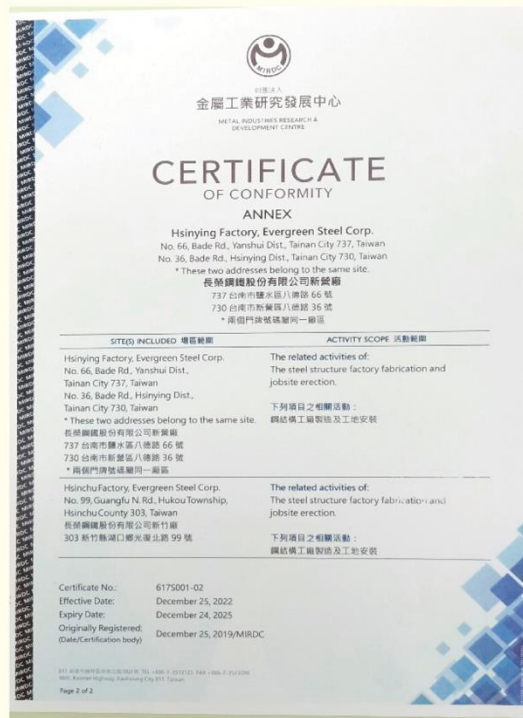 MIRDC
財團法人
金屬工業研究發展中心
METAL INDUSTRIES RESEARCH &
DEVELOPMENT CENTRE
CERTIFICATE
OF CONFORMITY
ANNEX
Hsinying Factory, Evergreen Steel Corp.
No. 66, Bade Rd., Yanshui Dist., Tainan City 737, Taiwan
No. 36, Bade Rd., Hsinying Dist., Tainan City 730, Taiwan
* These two addresses belong to the same site.
長榮鋼鐵股份有限公司新營廠
737 台南市鹽水區八德路 66 號
730 台南市新營區八德路 36 號
* 兩個門牌號碼屬同一廠區
SITE(S) INCLUDED 場區範圍
ACTIVITY SCOPE 活動範圍
Hsinying Factory, Evergreen Steel Corp.
No. 66, Bade Rd., Yanshui Dist.,
Tainan City 737, Taiwan
No. 36, Bade Rd., Hsinying Dist.,
Tainan City 730, Taiwan
* These two addresses belong to the same site.
長榮鋼鐵股份有限公司新營廠
737 台南市鹽水區八德路 66 號
730 台南市新營區八德路 36 號
* 兩個門牌號碼屬同一廠區
The related activities of:
The steel structure factory fabrication and
jobsite erection.
下列項目之相關活動：
鋼結構工廠製造及工地安裝
Hsinchu Factory, Evergreen Steel Corp.
No. 99, Guangfu N. Rd., Hukou Township,
Hsinchu County 303, Taiwan
長榮鋼鐵股份有限公司新竹廠
303 新竹縣湖口鄉光復北路 99 號
The related activities of:
The steel structure factory fabrication and
jobsite erection.
下列項目之相關活動：
鋼結構工廠製造及工地安裝
Certificate No.: 617S001-02
Effective Date: December 25, 2022
Expiry Date: December 24, 2025
Originally Registered: December 25, 2019/MIRDC
(Date/Certification body)
Page 2 of 2